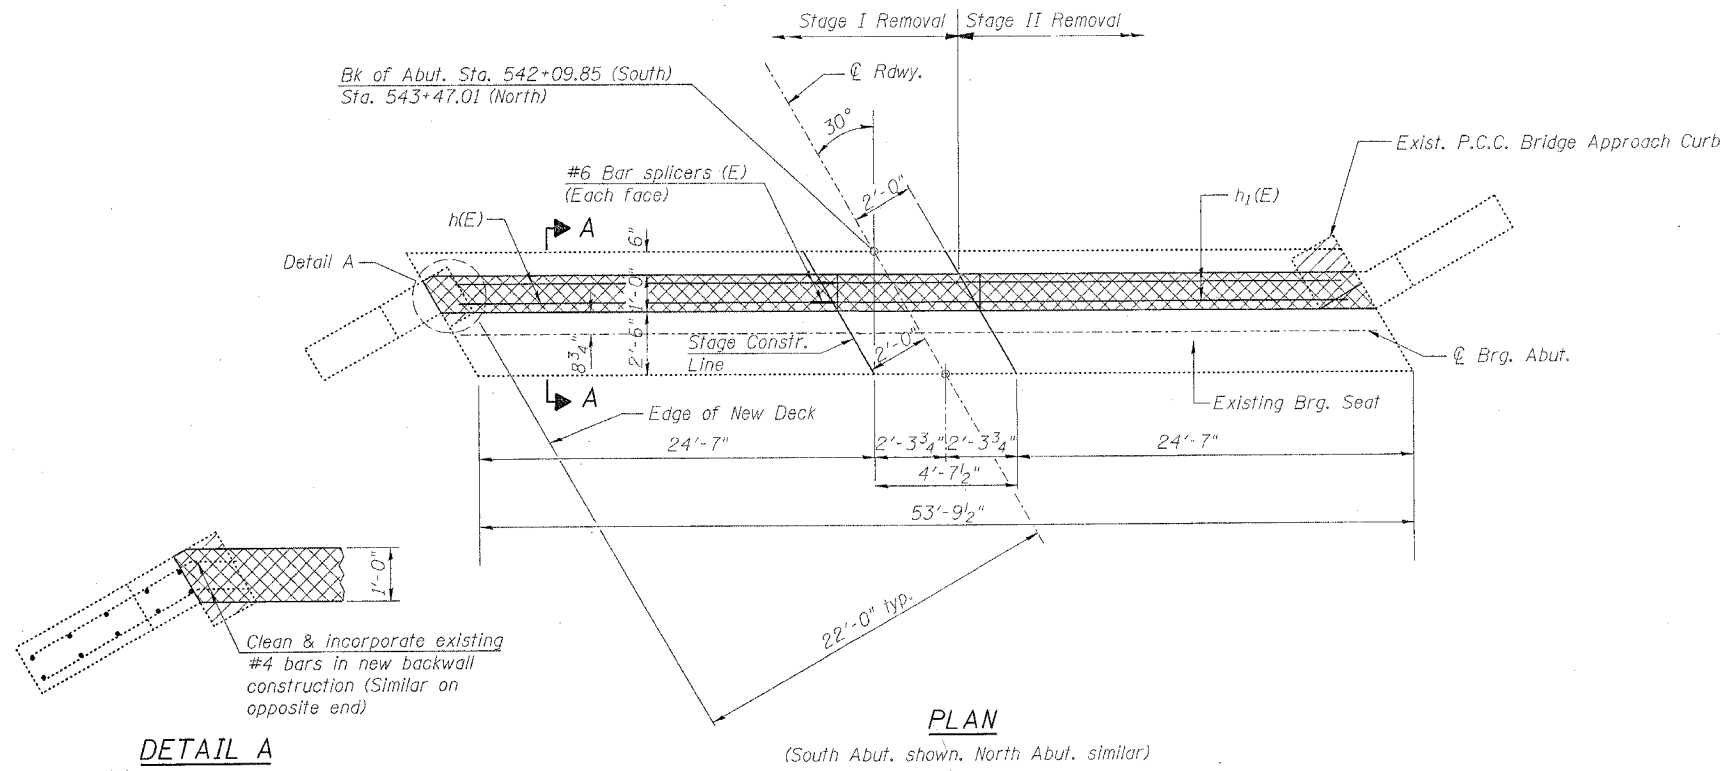 Stage I Removal
Stage II Removal
Bk of Abut. Sta. 542+09.85 (South)
Sta. 543+47.01 (North)
℄ Rdwy.
30°
Exist. P.C.C. Bridge Approach Curb
#6 Bar splicers (E)
(Each face)
2'-0"
h(E)
A
6"
h1(E)
Detail A
1'-0"
8 3/4"
2'-6"
Stage Constr.
Line
2'-0"
℄ Brg. Abut.
A
Edge of New Deck
Existing Brg. Seat
24'-7"
2'-3 3/4"
2'-3 3/4"
24'-7"
4'-7 1/2"
53'-9 1/2"
1'-0"
22'-0" typ.
Clean & incorporate existing
#4 bars in new backwall
construction (Similar on
opposite end)
DETAIL A
PLAN
(South Abut. shown. North Abut. similar)